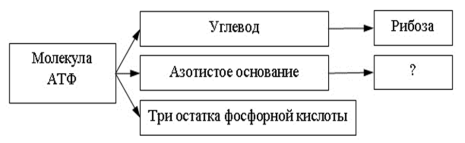 Углевод
Рибоза
Молекула
АТФ
Азотистое основание
?
Три остатка фосфорной кислоты